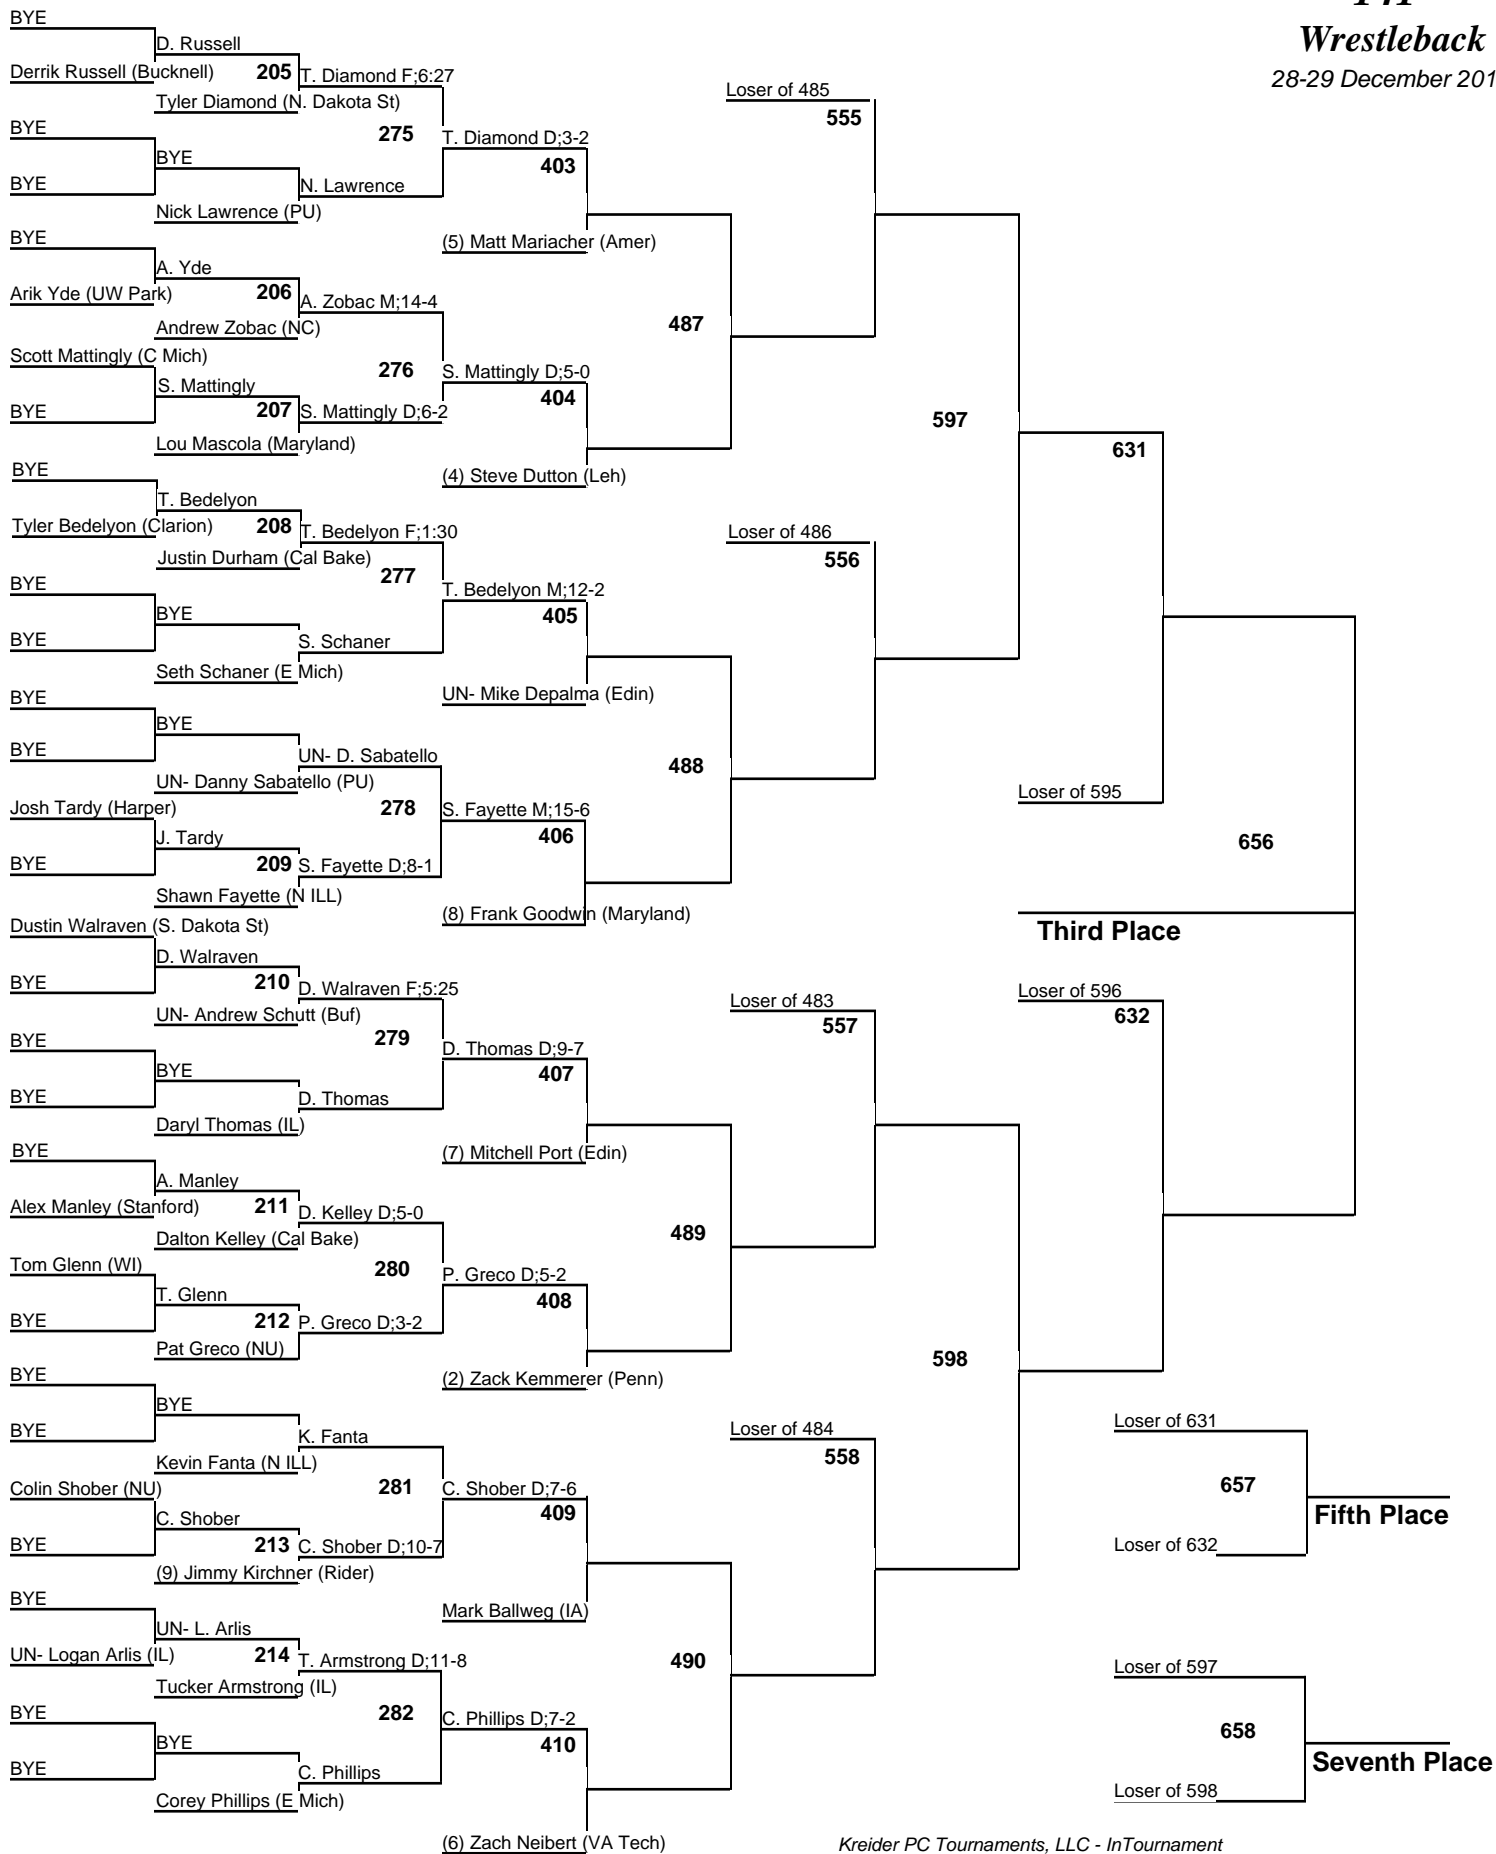 Wrestleback
28-29 December 201
BYE
D. Russell
Derrik Russell (Bucknell)
205
T. Diamond F;6:27
Tyler Diamond (N. Dakota St)
Loser of 485
555
BYE
275
T. Diamond D;3-2
BYE
403
BYE
N. Lawrence
Nick Lawrence (PU)
BYE
(5) Matt Mariacher (Amer)
A. Yde
Arik Yde (UW Park)
206
A. Zobac M;14-4
Andrew Zobac (NC)
487
Scott Mattingly (C Mich)
276
S. Mattingly D;5-0
S. Mattingly
404
BYE
207
S. Mattingly D;6-2
597
Lou Mascola (Maryland)
631
BYE
(4) Steve Dutton (Leh)
T. Bedelyon
Tyler Bedelyon (Clarion)
208
T. Bedelyon F;1:30
Loser of 486
Justin Durham (Cal Bake)
556
277
BYE
T. Bedelyon M;12-2
BYE
405
BYE
S. Schaner
Seth Schaner (E Mich)
BYE
UN- Mike Depalma (Edin)
BYE
BYE
UN- D. Sabatello
488
UN- Danny Sabatello (PU)
Loser of 595
Josh Tardy (Harper)
278
S. Fayette M;15-6
J. Tardy
406
656
BYE
209
S. Fayette D;8-1
Shawn Fayette (N ILL)
(8) Frank Goodwin (Maryland)
Dustin Walraven (S. Dakota St)
Third Place
D. Walraven
BYE
210
D. Walraven F;5:25
Loser of 483
Loser of 596
UN- Andrew Schutt (Buf)
557
632
BYE
279
D. Thomas D;9-7
BYE
407
BYE
D. Thomas
Daryl Thomas (IL)
BYE
(7) Mitchell Port (Edin)
A. Manley
Alex Manley (Stanford)
211
D. Kelley D;5-0
Dalton Kelley (Cal Bake)
489
Tom Glenn (WI)
280
P. Greco D;5-2
T. Glenn
408
BYE
212
P. Greco D;3-2
Pat Greco (NU)
598
BYE
(2) Zack Kemmerer (Penn)
BYE
BYE
K. Fanta
Loser of 484
Loser of 631
Kevin Fanta (N ILL)
558
Colin Shober (NU)
281
C. Shober D;7-6
657
C. Shober
409
Fifth Place
BYE
213
C. Shober D;10-7
Loser of 632
(9) Jimmy Kirchner (Rider)
BYE
Mark Ballweg (IA)
UN- L. Arlis
UN- Logan Arlis (IL)
214
T. Armstrong D;11-8
490
Loser of 597
Tucker Armstrong (IL)
BYE
282
C. Phillips D;7-2
658
BYE
410
BYE
C. Phillips
Seventh Place
Corey Phillips (E Mich)
Loser of 598
(6) Zach Neibert (VA Tech)
Kreider PC Tournaments, LLC - InTournament